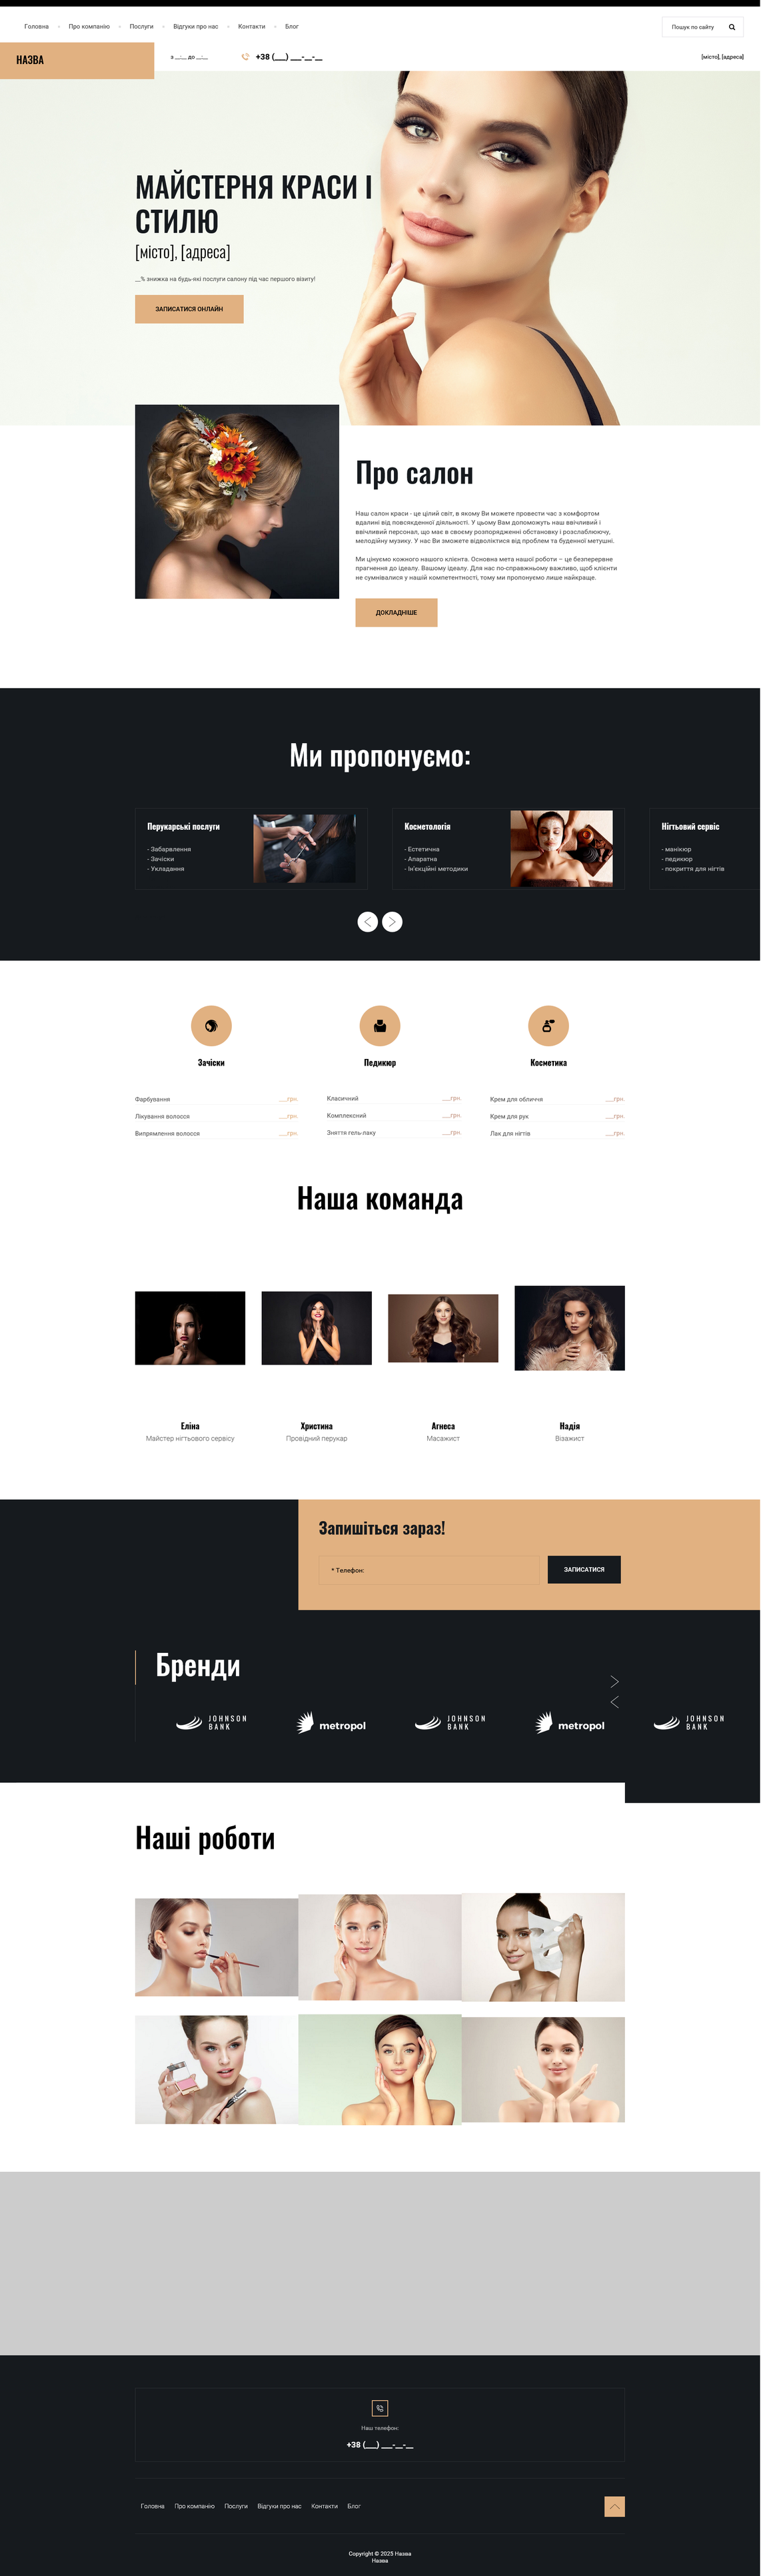 Головна
Про компанію
Послуги
Відгуки про нас
Контакти
Блог
Пошук по сайту
НАЗВА
з __:__ до __:__
+38 (___) ___-__-__
[місто], [адреса]
МАЙСТЕРНЯ КРАСИ І
СТИЛЮ
[місто], [адреса]
__% знижка на будь-які послуги салону під час першого візиту!
ЗАПИСАТИСЯ ОНЛАЙН
Про салон
Наш салон краси - це цілий світ, в якому Ви можете провести час з комфортом
вдалині від повсякденної діяльності. У цьому Вам допоможуть наш ввічливий і
ввічливий персонал, що має в своєму розпорядженні обстановку і розслаблюючу,
мелодійну музику. У нас Ви зможете відволіктися від проблем та буденної метушні.
Ми цінуємо кожного нашого клієнта. Основна мета нашої роботи – це безперервне
прагнення до ідеалу. Вашому ідеалу. Для нас по-справжньому важливо, щоб клієнти
не сумнівалися у нашій компетентності, тому ми пропонуємо лише найкраще.
ДОКЛАДНІШЕ
Ми пропонуємо:
Перукарські послуги
- Забарвлення
- Зачіски
- Укладання
Косметологія
- Естетична
- Апаратна
- Ін'єкційні методики
Нігтьовий сервіс
- манікюр
- педикюр
- покриття для нігтів
Зачіски
Фарбування ___грн.
Лікування волосся ___грн.
Випрямлення волосся ___грн.
Педикюр
Класичний ___грн.
Комплексний ___грн.
Зняття гель-лаку ___грн.
Косметика
Крем для обличчя ___грн.
Крем для рук ___грн.
Лак для нігтів ___грн.
Наша команда
Еліна
Майстер нігтьового сервісу
Христина
Провідний перукар
Агнеса
Масажист
Надія
Візажист
Запишіться зараз!
* Телефон:
ЗАПИСАТИСЯ
Бренди
JOHNSON
BANK
metropol
JOHNSON
BANK
metropol
JOHNSON
BANK
Наші роботи
Наш телефон:
+38 (___) ___-__-__
Головна
Про компанію
Послуги
Відгуки про нас
Контакти
Блог
Copyright © 2025 Назва
Назва